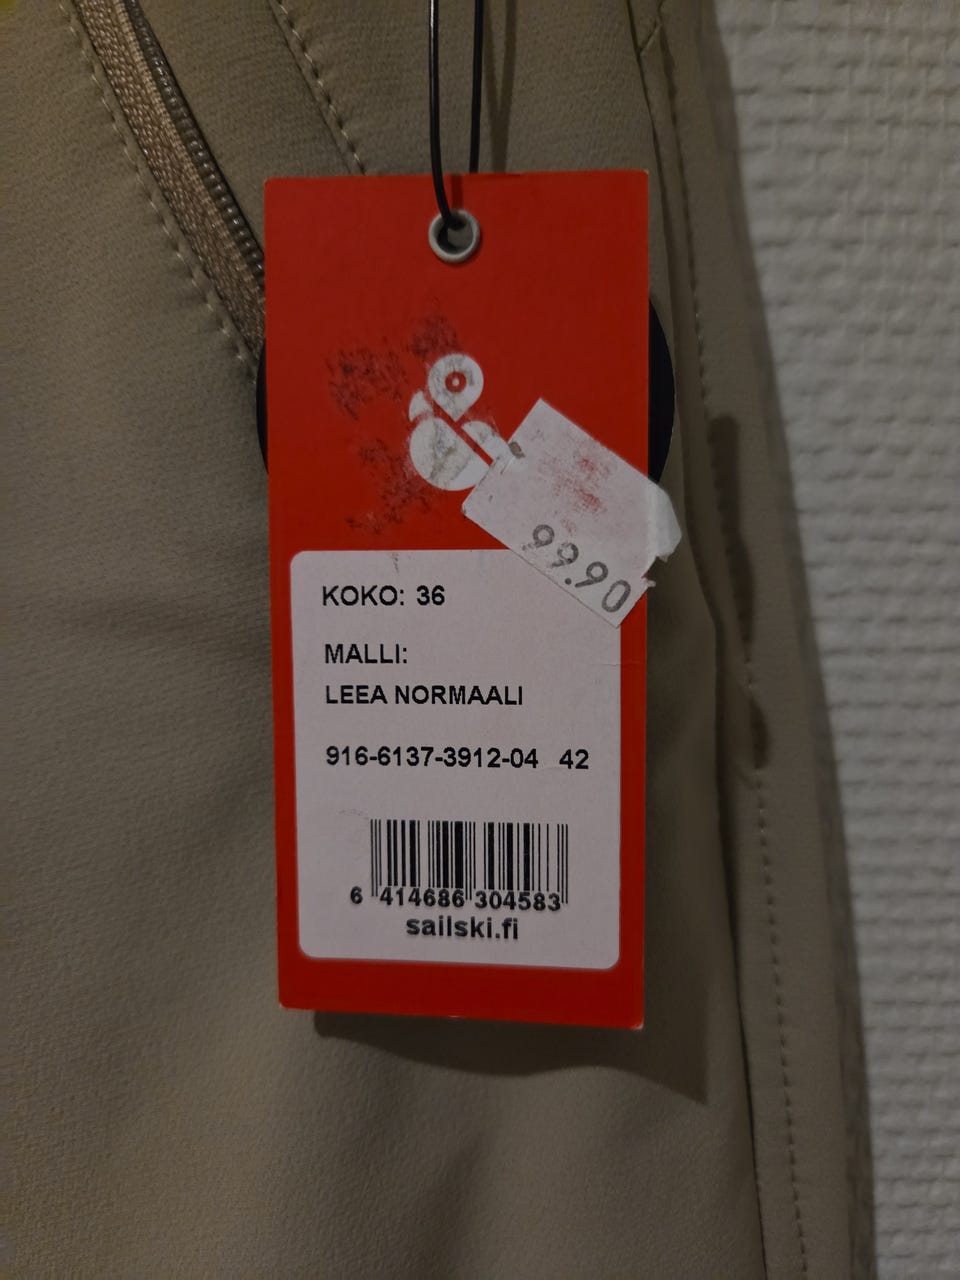 99.90
KOKO: 36
MALLI:
LEEA NORMAALI
916-6137-3912-04 42
6 414686 304583
sailski.fi